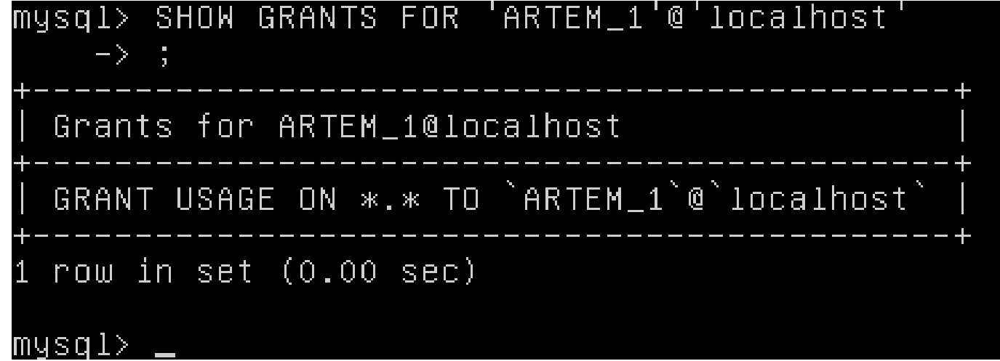 mysql> SHOW GRANTS FOR 'ARTEM_1'@'localhost'
    -> ;
+----------------------------------------------+
| Grants for ARTEM_1@localhost                 |
+----------------------------------------------+
| GRANT USAGE ON *.* TO `ARTEM_1`@`localhost` |
+----------------------------------------------+
1 row in set (0.00 sec)
mysql> _